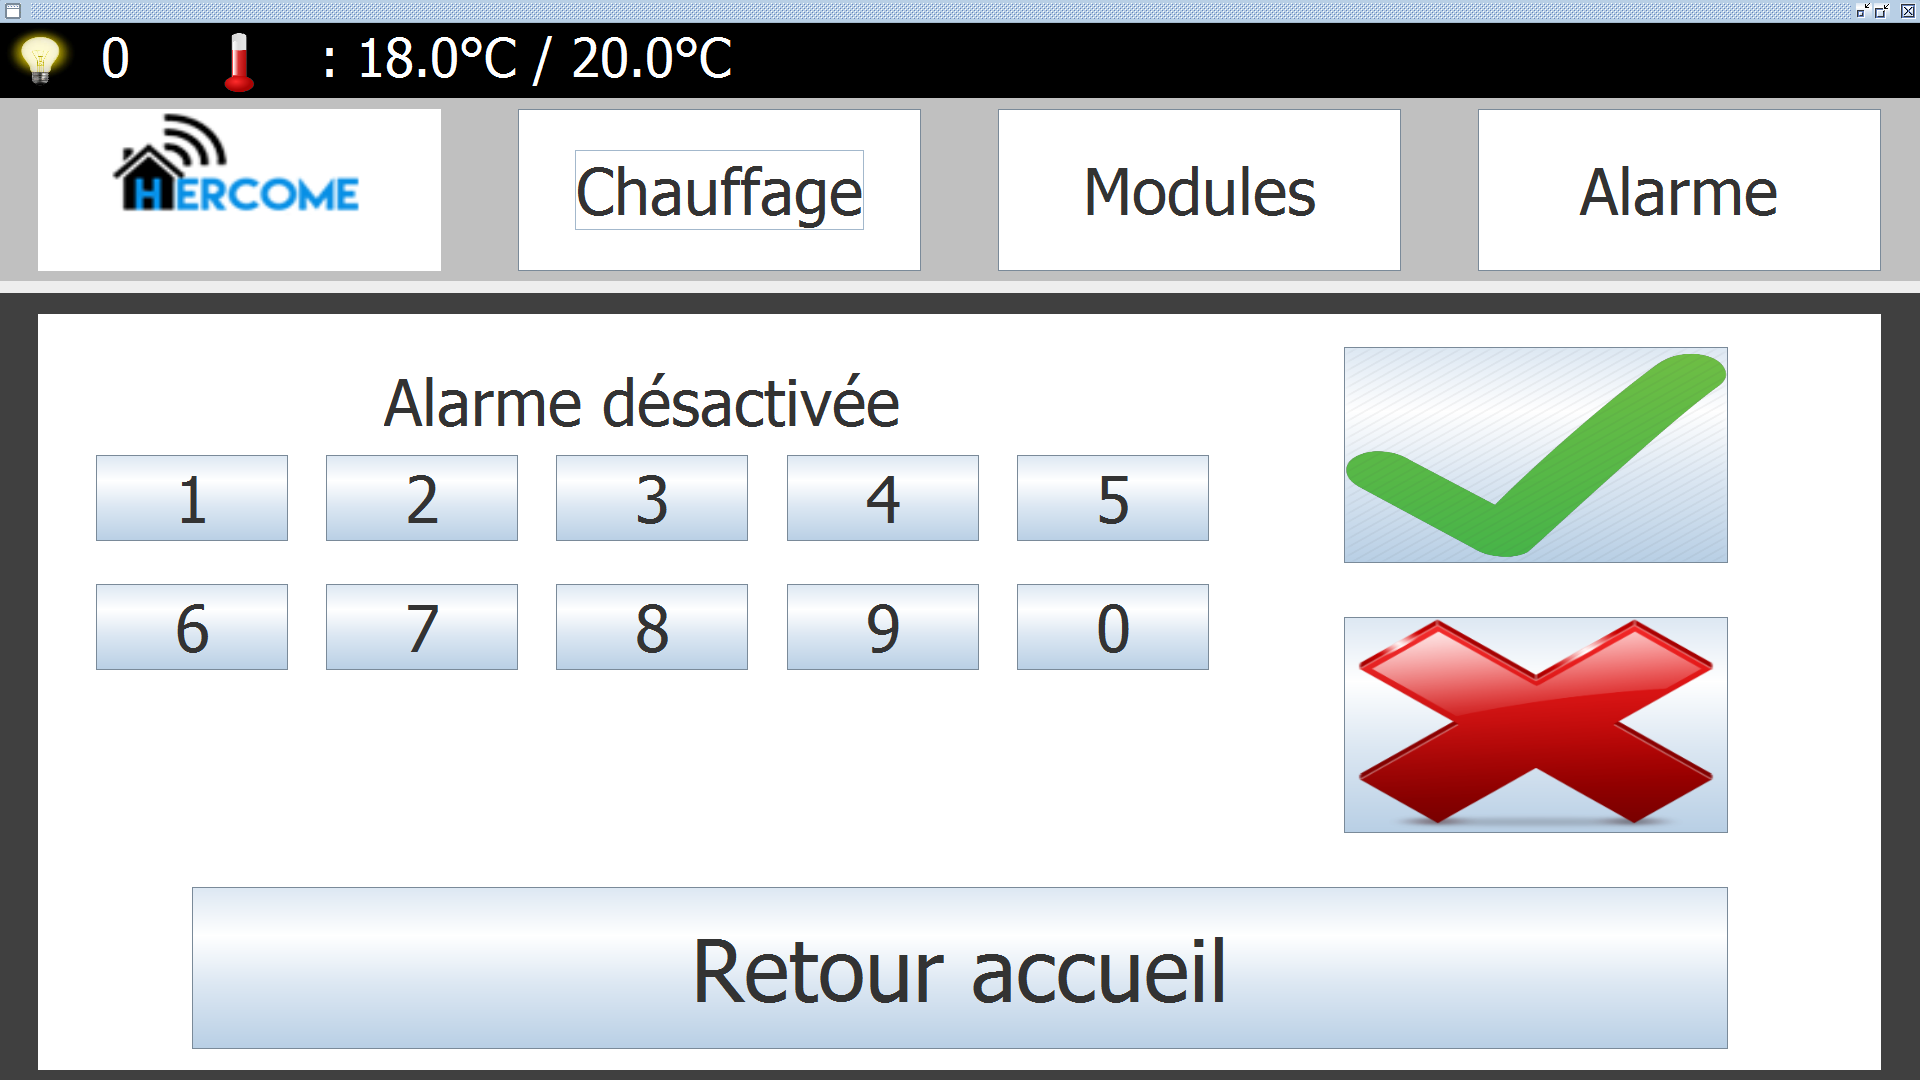 0 : 18.0°C / 20.0°C
HERCOME Chauffage Modules Alarme
Alarme désactivée
1 2 3 4 5
6 7 8 9 0
Retour accueil